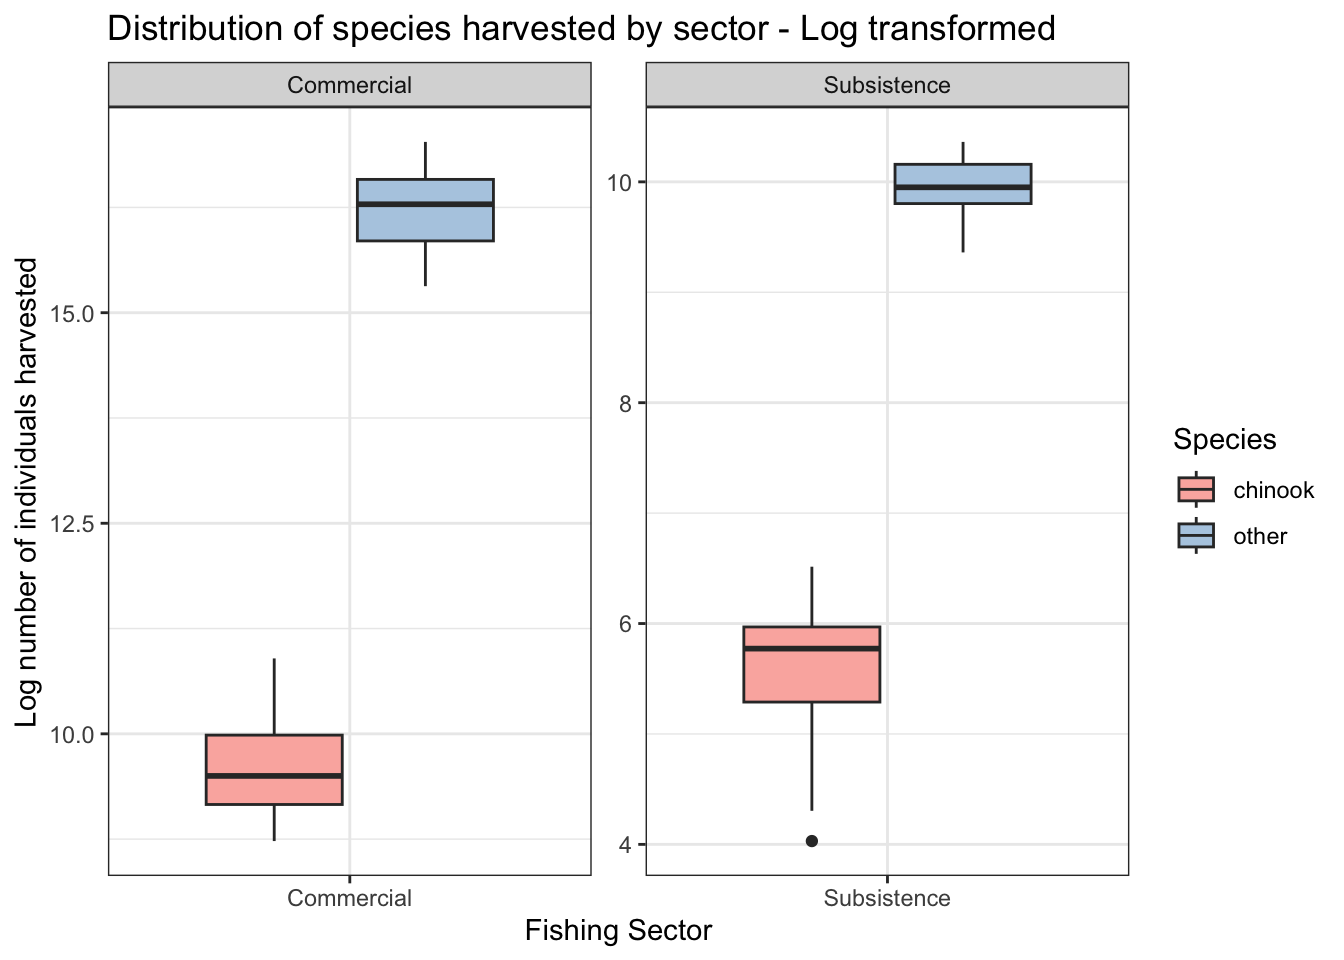 Distribution of species harvested by sector - Log transformed
Commercial
Subsistence
Log number of individuals harvested
15.0
12.5
10.0
10
8
6
4
Commercial
Subsistence
Fishing Sector
Species
chinook
other